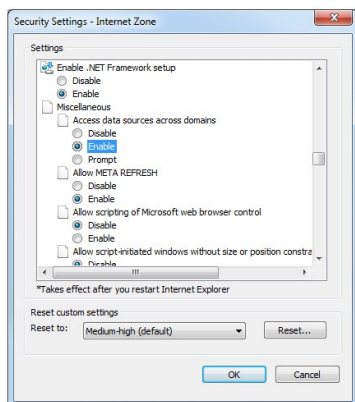 Security Settings - Internet Zone
Settings
Enable .NET Framework setup
Disable
Enable
Miscellaneous
Access data sources across domains
Disable
Enable
Prompt
Allow META REFRESH
Disable
Enable
Allow scripting of Microsoft web browser control
Disable
Enable
Allow script-initiated windows without size or position constra
Disable
*Takes effect after you restart Internet Explorer
Reset custom settings
Reset to: Medium-high (default) Reset...
OK Cancel